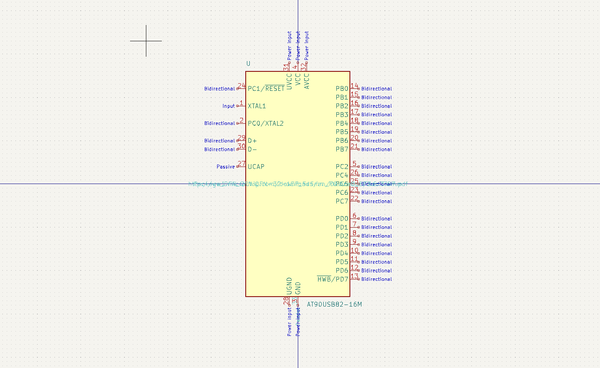 Power input
Power input
Power input
U
31
4
32
UVCC
VCC
AVCC
Bidirectional 24 PC1/RESET
Input 1 XTAL1
Bidirectional 2 PC0/XTAL2
Bidirectional 29 D+
Bidirectional 30 D-
Passive 27 UCAP
PB0 14 Bidirectional
PB1 15 Bidirectional
PB2 16 Bidirectional
PB3 17 Bidirectional
PB4 18 Bidirectional
PB5 19 Bidirectional
PB6 20 Bidirectional
PB7 21 Bidirectional
PC2 5 Bidirectional
PC4 26 Bidirectional
PC5 25 Bidirectional
PC6 23 Bidirectional
PC7 22 Bidirectional
PD0 6 Bidirectional
PD1 7 Bidirectional
PD2 8 Bidirectional
PD3 9 Bidirectional
PD4 10 Bidirectional
PD5 11 Bidirectional
PD6 12 Bidirectional
HWB/PD7 13 Bidirectional
UGND
GND
28
Power input
Power input
AT90USB82-16M